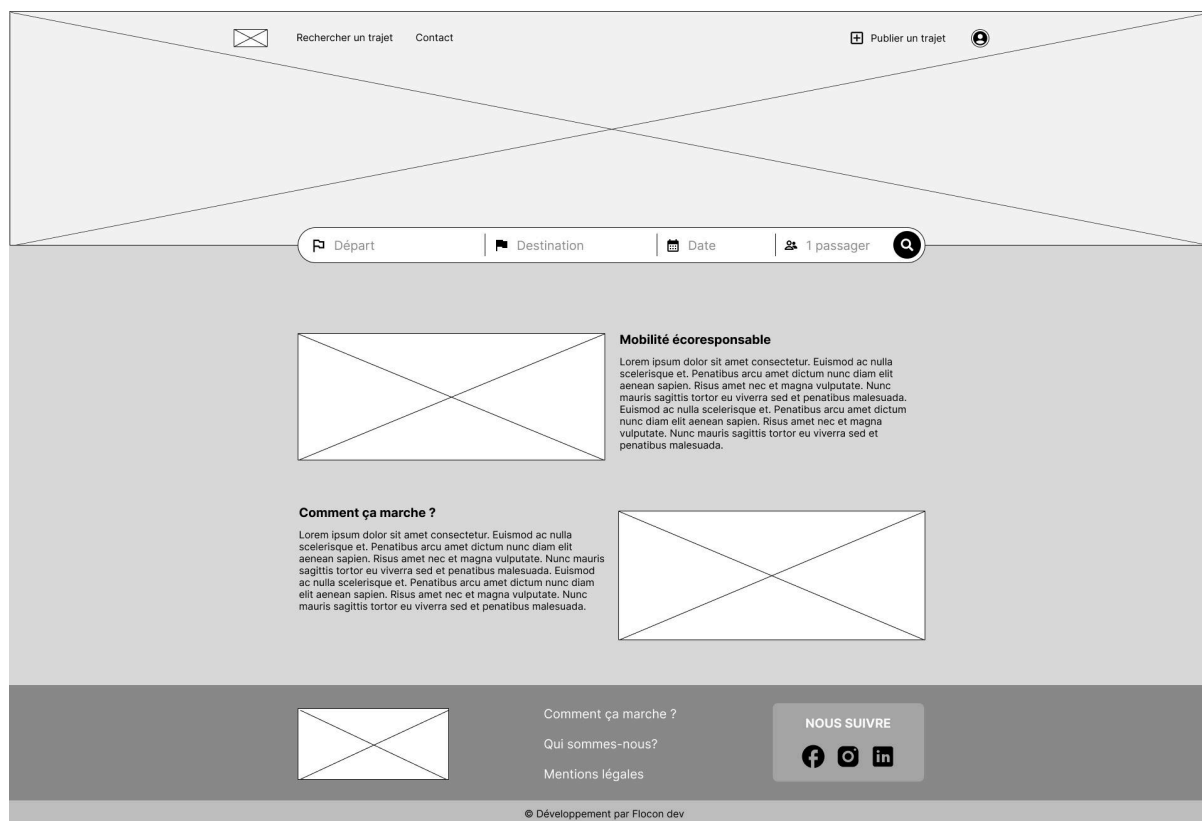 Rechercher un trajet
Contact
Publier un trajet
Départ
Destination
Date
1 passager
Mobilité écoresponsable
Lorem ipsum dolor sit amet consectetur. Euismod ac nulla
scelerisque et. Penatibus arcu amet dictum nunc diam elit
aenean sapien. Risus amet nec et magna vulputate. Nunc
mauris sagittis tortor eu viverra sed et penatibus malesuada.
Euismod ac nulla scelerisque et. Penatibus arcu amet dictum
nunc diam elit aenean sapien. Risus amet nec et magna
vulputate. Nunc mauris sagittis tortor eu viverra sed et
penatibus malesuada.
Comment ça marche ?
Lorem ipsum dolor sit amet consectetur. Euismod ac nulla
scelerisque et. Penatibus arcu amet dictum nunc diam elit
aenean sapien. Risus amet nec et magna vulputate. Nunc mauris
sagittis tortor eu viverra sed et penatibus malesuada. Euismod
ac nulla scelerisque et. Penatibus arcu amet dictum nunc diam
elit aenean sapien. Risus amet nec et magna vulputate. Nunc
mauris sagittis tortor eu viverra sed et penatibus malesuada.
Comment ça marche ?
Qui sommes-nous?
Mentions légales
NOUS SUIVRE
© Développement par Flocon dev